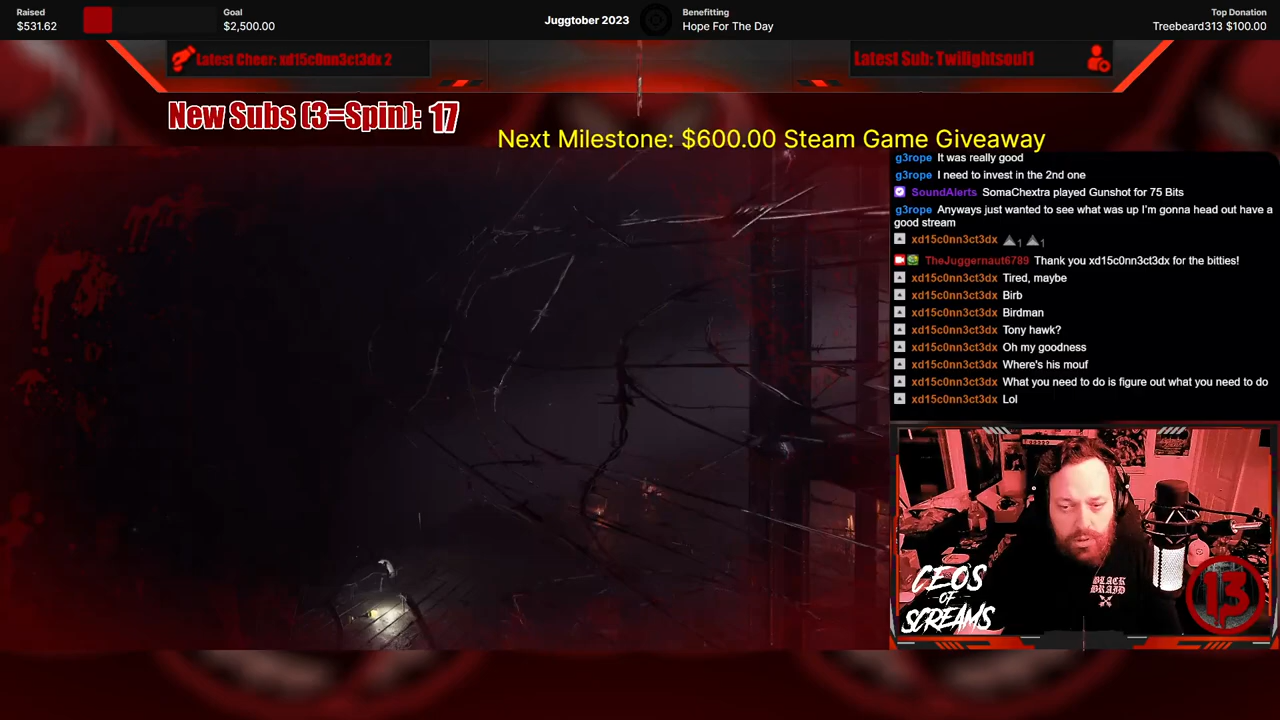 Raised
$531.62
Goal
$2,500.00
Juggtober 2023
Benefitting
Hope For The Day
Top Donation
Treebeard313 $100.00
Latest Cheer: xd15c0nn3ct3dx 2
Latest Sub: Twilightsoul1
New Subs (3=Spin): 17
Next Milestone: $600.00 Steam Game Giveaway
g3rope It was really good
g3rope I need to invest in the 2nd one
SoundAlerts SomaChextra played Gunshot for 75 Bits
g3rope Anyways just wanted to see what was up I'm gonna head out have a
good stream
xd15c0nn3ct3dx 1 1
TheJuggernaut6789 Thank you xd15c0nn3ct3dx for the bitties!
xd15c0nn3ct3dx Tired, maybe
xd15c0nn3ct3dx Birb
xd15c0nn3ct3dx Birdman
xd15c0nn3ct3dx Tony hawk?
xd15c0nn3ct3dx Oh my goodness
xd15c0nn3ct3dx Where's his mouf
xd15c0nn3ct3dx What you need to do is figure out what you need to do
xd15c0nn3ct3dx Lol
CEOS
OF
SCREAMS
BLACK
BRAID
13